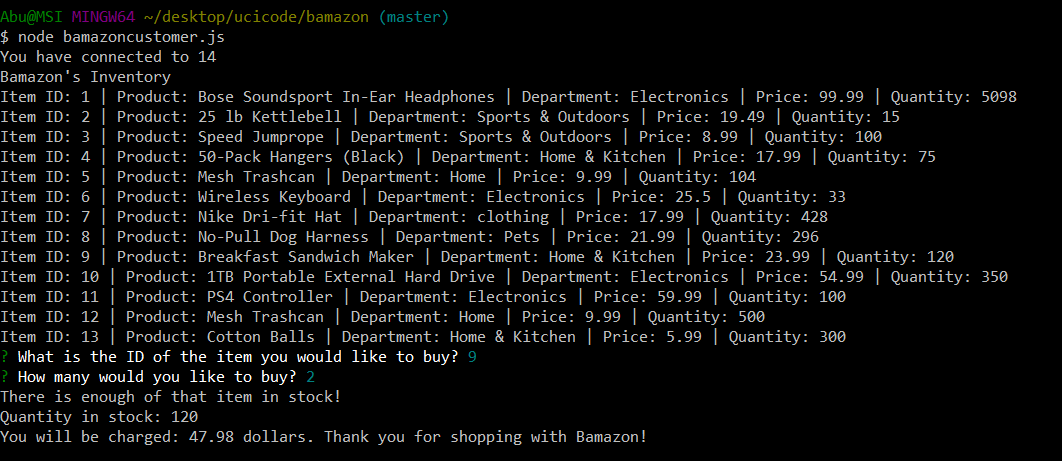 Abu@MSI MINGW64 ~/desktop/ucicode/bamazon (master)
$ node bamazoncustomer.js
You have connected to 14
Bamazon's Inventory
Item ID: 1 | Product: Bose Soundsport In-Ear Headphones | Department: Electronics | Price: 99.99 | Quantity: 5098
Item ID: 2 | Product: 25 lb Kettlebell | Department: Sports & Outdoors | Price: 19.49 | Quantity: 15
Item ID: 3 | Product: Speed Jumprope | Department: Sports & Outdoors | Price: 8.99 | Quantity: 100
Item ID: 4 | Product: 50-Pack Hangers (Black) | Department: Home & Kitchen | Price: 17.99 | Quantity: 75
Item ID: 5 | Product: Mesh Trashcan | Department: Home | Price: 9.99 | Quantity: 104
Item ID: 6 | Product: Wireless Keyboard | Department: Electronics | Price: 25.5 | Quantity: 33
Item ID: 7 | Product: Nike Dri-fit Hat | Department: clothing | Price: 17.99 | Quantity: 428
Item ID: 8 | Product: No-Pull Dog Harness | Department: Pets | Price: 21.99 | Quantity: 296
Item ID: 9 | Product: Breakfast Sandwich Maker | Department: Home & Kitchen | Price: 23.99 | Quantity: 120
Item ID: 10 | Product: 1TB Portable External Hard Drive | Department: Electronics | Price: 54.99 | Quantity: 350
Item ID: 11 | Product: PS4 Controller | Department: Electronics | Price: 59.99 | Quantity: 100
Item ID: 12 | Product: Mesh Trashcan | Department: Home | Price: 9.99 | Quantity: 500
Item ID: 13 | Product: Cotton Balls | Department: Home & Kitchen | Price: 5.99 | Quantity: 300
? What is the ID of the item you would like to buy? 9
? How many would you like to buy? 2
There is enough of that item in stock!
Quantity in stock: 120
You will be charged: 47.98 dollars. Thank you for shopping with Bamazon!